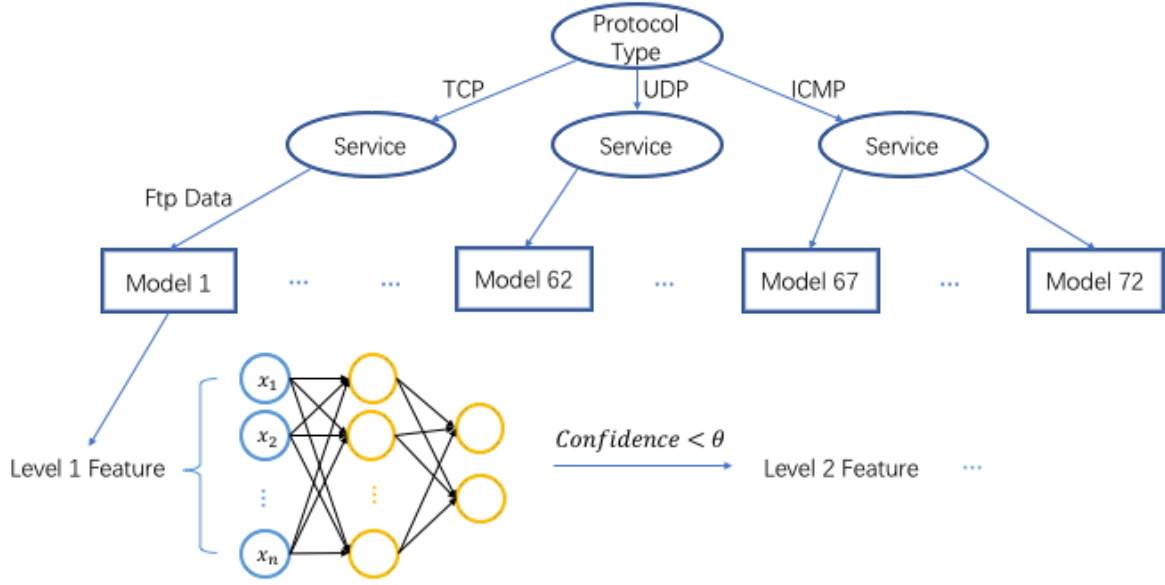 Protocol
Type
TCP
UDP
ICMP
Service
Service
Service
Ftp Data
Model 1
...
...
Model 62
...
Model 67
...
Model 72
x₁
x₂
⋮
xₙ
⋮
Level 1 Feature
Confidence < θ
Level 2 Feature
...